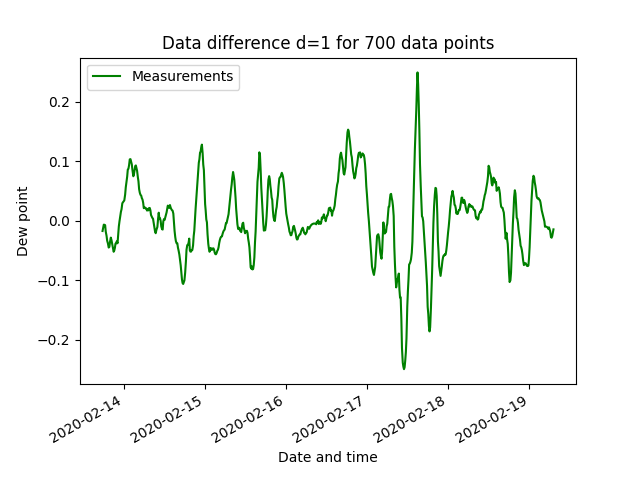 Data difference d=1 for 700 data points
Measurements
Dew point
0.2
0.1
0.0
−0.1
−0.2
2020-02-14
2020-02-15
2020-02-16
2020-02-17
2020-02-18
2020-02-19
Date and time